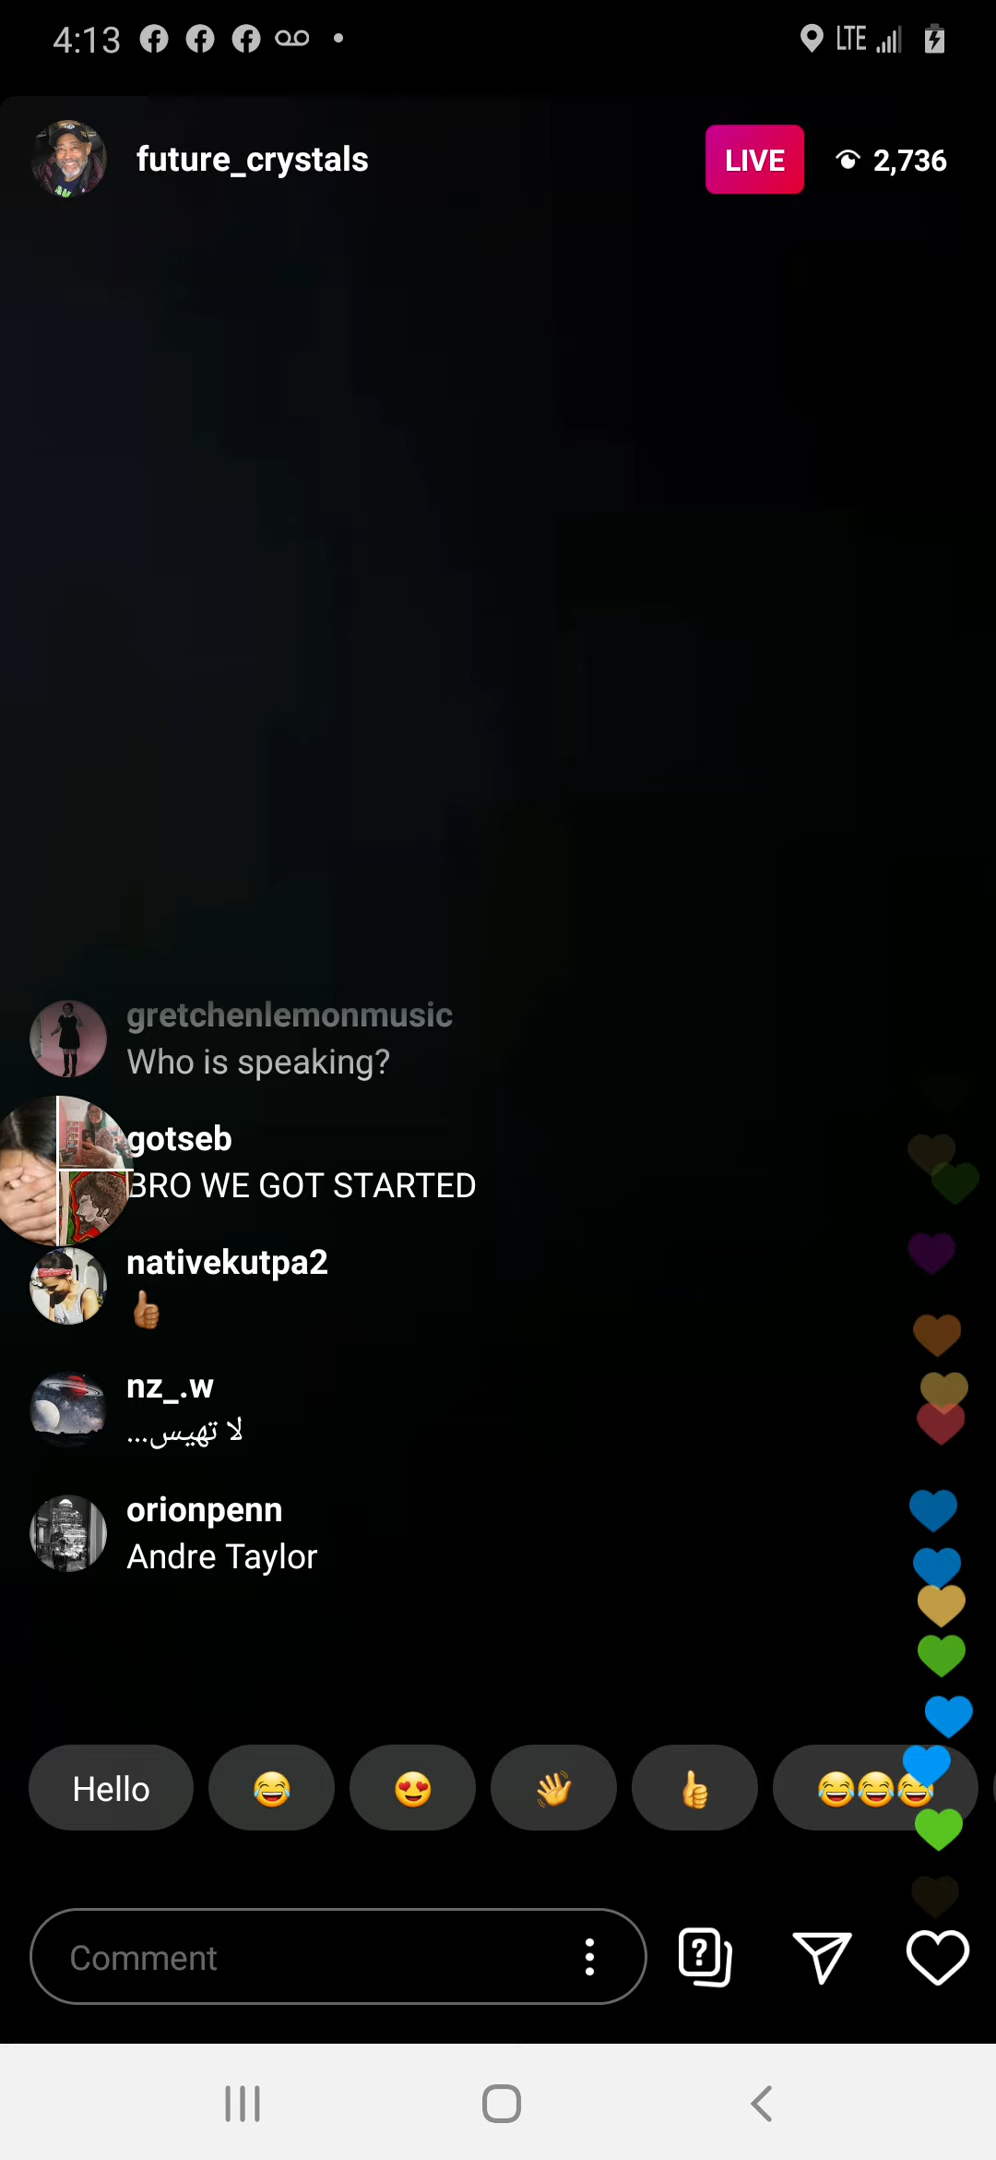 4:13
LTE
future_crystals
LIVE
2,736
gretchenlemonmusic
Who is speaking?
gotseb
BRO WE GOT STARTED
nativekutpa2
👍🏾
nz_.w
لا تهيس...
orionpenn
Andre Taylor
Hello 😂 😍 👋 👍 😂😂😂
Comment